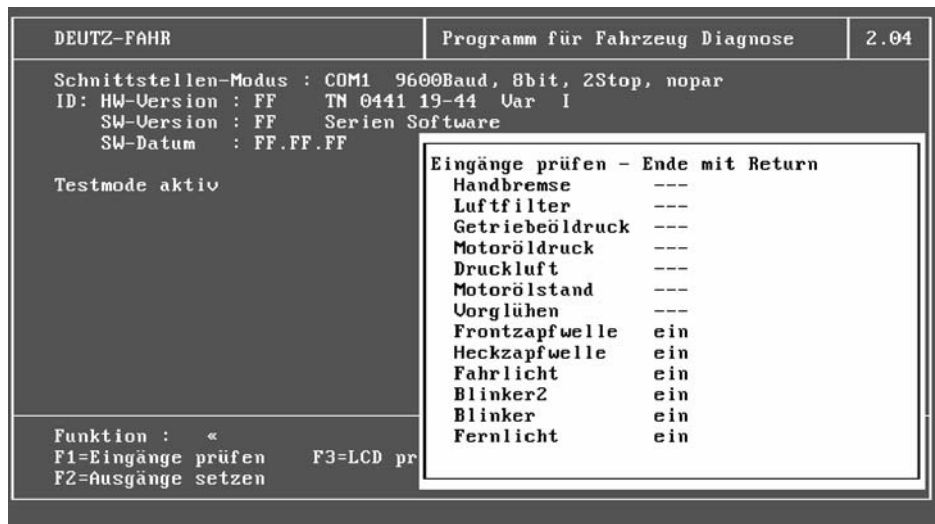 DEUTZ-FAHR
Programm für Fahrzeug Diagnose
2.04
Schnittstellen-Modus : COM1 9600Baud, 8bit, 2Stop, nopar
ID: HW-Version : FF TN 0441 19-44 Var I
SW-Version : FF Serien Software
SW-Datum : FF.FF.FF
Testmode aktiv
Eingänge prüfen - Ende mit Return
Handbremse ---
Luftfilter ---
Getriebeöldruck ---
Motoröldruck ---
Druckluft ---
Motorölstand ---
Vorglühen ---
Frontzapfwelle ein
Heckzapfwelle ein
Fahrlicht ein
Blinker2 ein
Blinker ein
Fernlicht ein
Funktion : «
F1=Eingänge prüfen F3=LCD pr
F2=Ausgänge setzen